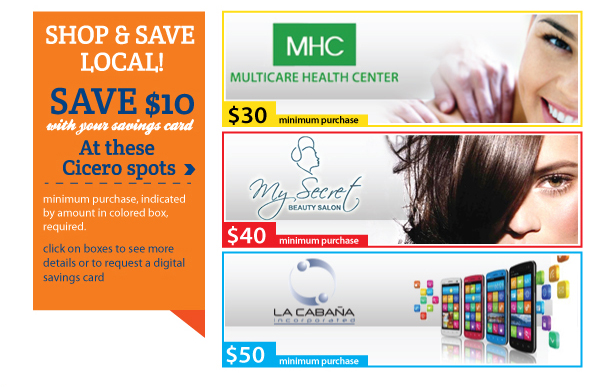 SHOP & SAVE
LOCAL!
SAVE $10
with your savings card
At these
Cicero spots
minimum purchase, indicated
by amount in colored box,
required.
click on boxes to see more
details or to request a digital
savings card
MHC
MULTICARE HEALTH CENTER
$30 minimum purchase
My Secret
BEAUTY SALON
$40 minimum purchase
LA CABAÑA
incorporated
$50 minimum purchase